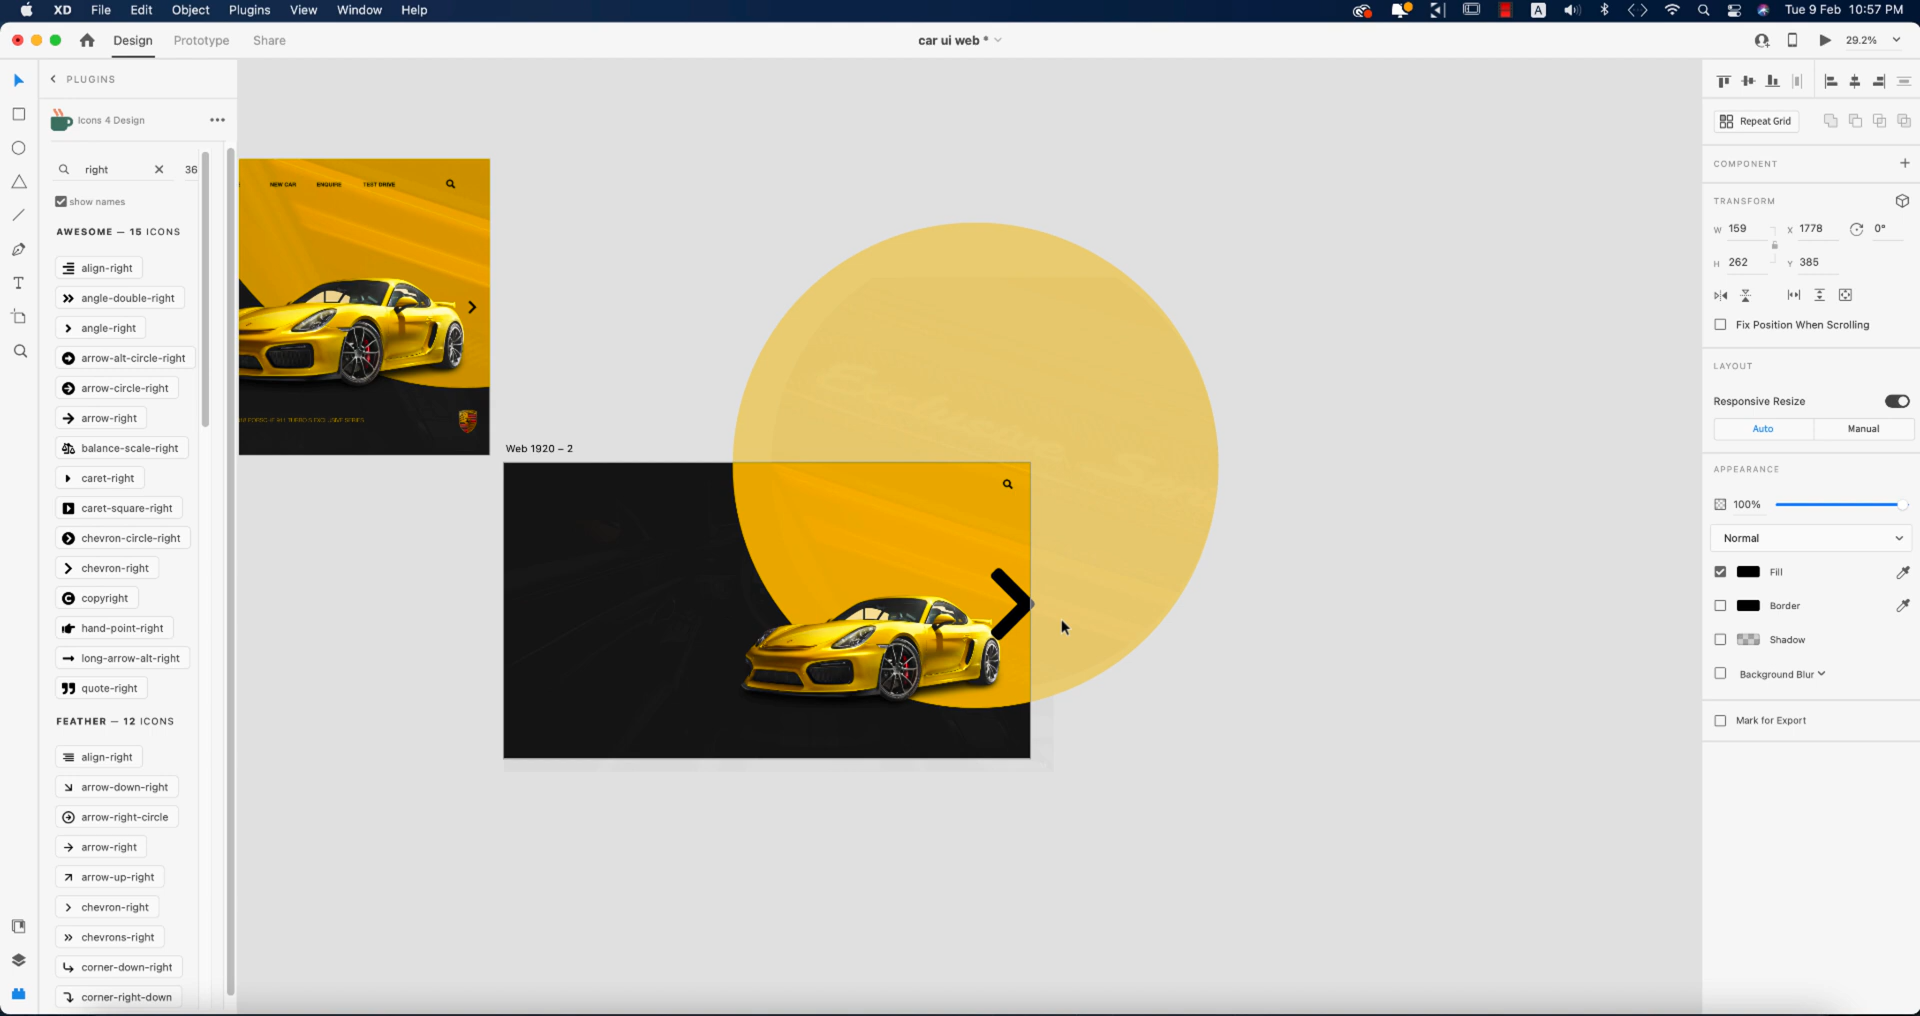 XD File Edit Object Plugins View Window Help
A
Tue 9 Feb 10:57 PM
Design Prototype Share
car ui web *
29.2%
PLUGINS
Icons 4 Design
right
36
show names
AWESOME — 15 ICONS
align-right
angle-double-right
angle-right
arrow-alt-circle-right
arrow-circle-right
arrow-right
balance-scale-right
caret-right
caret-square-right
chevron-circle-right
chevron-right
copyright
hand-point-right
long-arrow-alt-right
quote-right
FEATHER — 12 ICONS
align-right
arrow-down-right
arrow-right-circle
arrow-right
arrow-up-right
chevron-right
chevrons-right
corner-down-right
corner-right-down
NEW CAR ENQUIRE TEST DRIVE
Web 1920 – 2
Exclusive
Repeat Grid
COMPONENT
TRANSFORM
W 159 X 1778 0°
H 262 Y 385
Fix Position When Scrolling
LAYOUT
Responsive Resize
Auto Manual
APPEARANCE
100%
Normal
Fill
Border
Shadow
Background Blur
Mark for Export